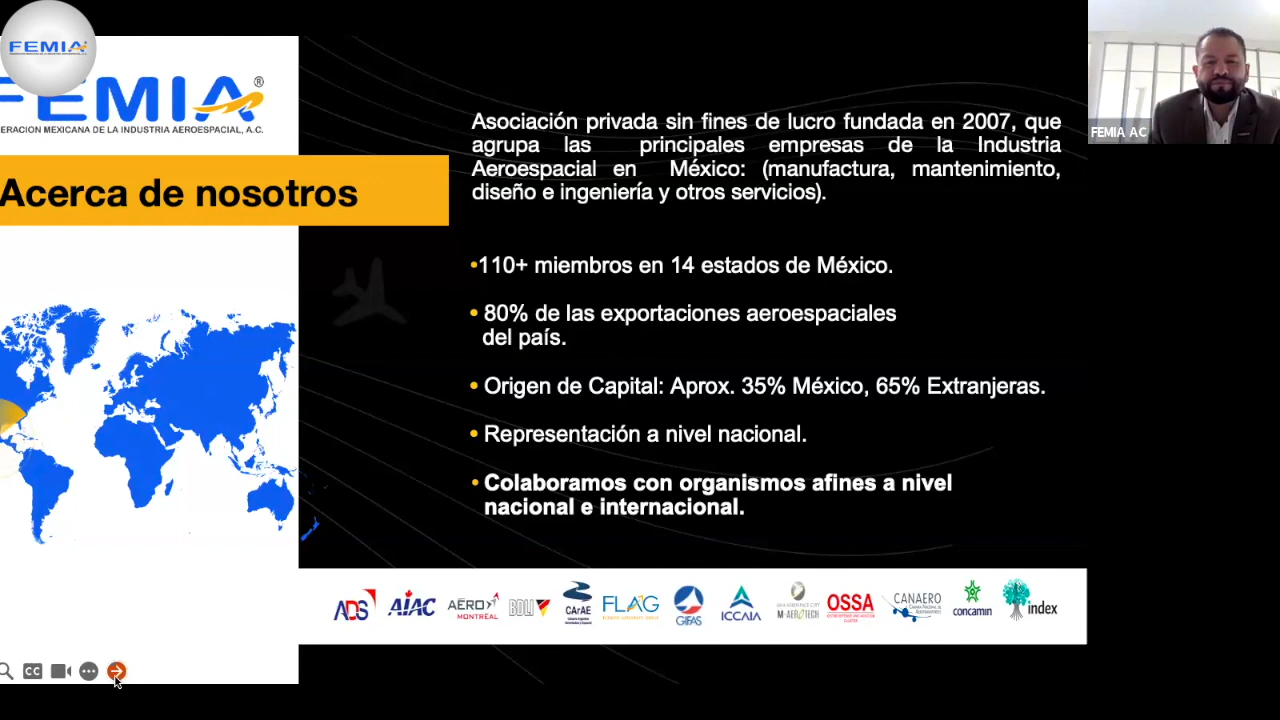 FEMIA
FEMIA®
ERACION MEXICANA DE LA INDUSTRIA AEROESPACIAL, A.C.
Acerca de nosotros
Asociación privada sin fines de lucro fundada en 2007, que
agrupa las principales empresas de la Industria
Aeroespacial en México: (manufactura, mantenimiento,
diseño e ingeniería y otros servicios).
•110+ miembros en 14 estados de México.
• 80% de las exportaciones aeroespaciales
del país.
• Origen de Capital: Aprox. 35% México, 65% Extranjeras.
• Representación a nivel nacional.
• Colaboramos con organismos afines a nivel
nacional e internacional.
FEMIA AC
ADS
AIAC
AÉRO
MONTRÉAL
BDLI
CArAE
FLAG
GIFAS
ICCAIA
M-AEROTECH
OSSA
CANAERO
concamin
index
CC